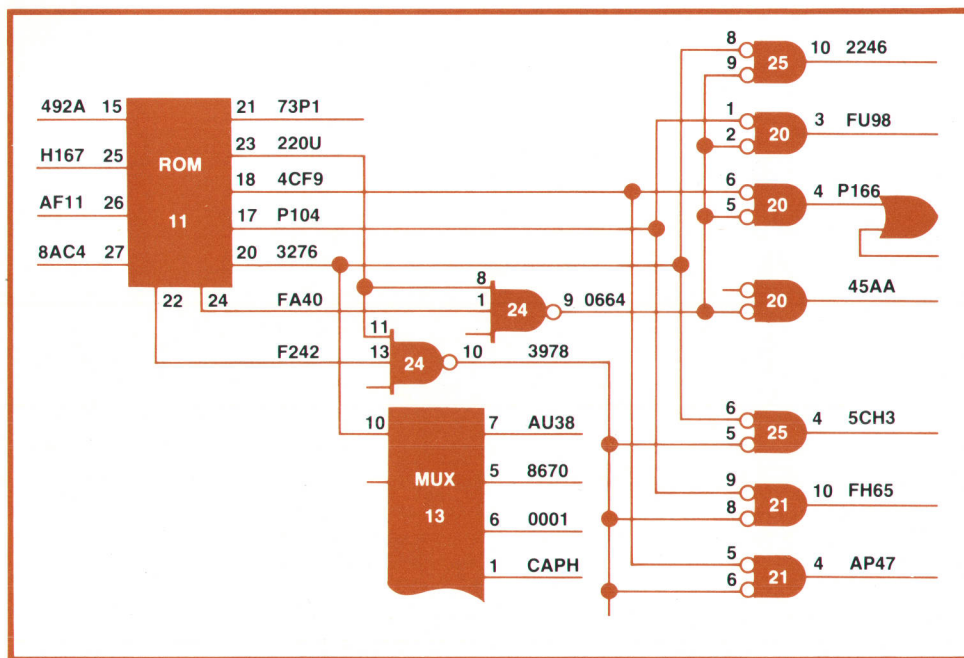 8 10 2246
25
9
492A 15 21 73P1
1 3 FU98
20
2
H167 25 ROM 23 220U
18 4CF9 6 4 P166
20
5
AF11 26 11 17 P104
8AC4 27 20 3276
22 24 FA40 8
1 24 9 0664
45AA
20
11
F242 13 24 10 3978
10 MUX 7 AU38
6 4 5CH3
25
5
5 8670
13
9 10 FH65
21
8
6 0001
1 CAPH
5 4 AP47
21
6